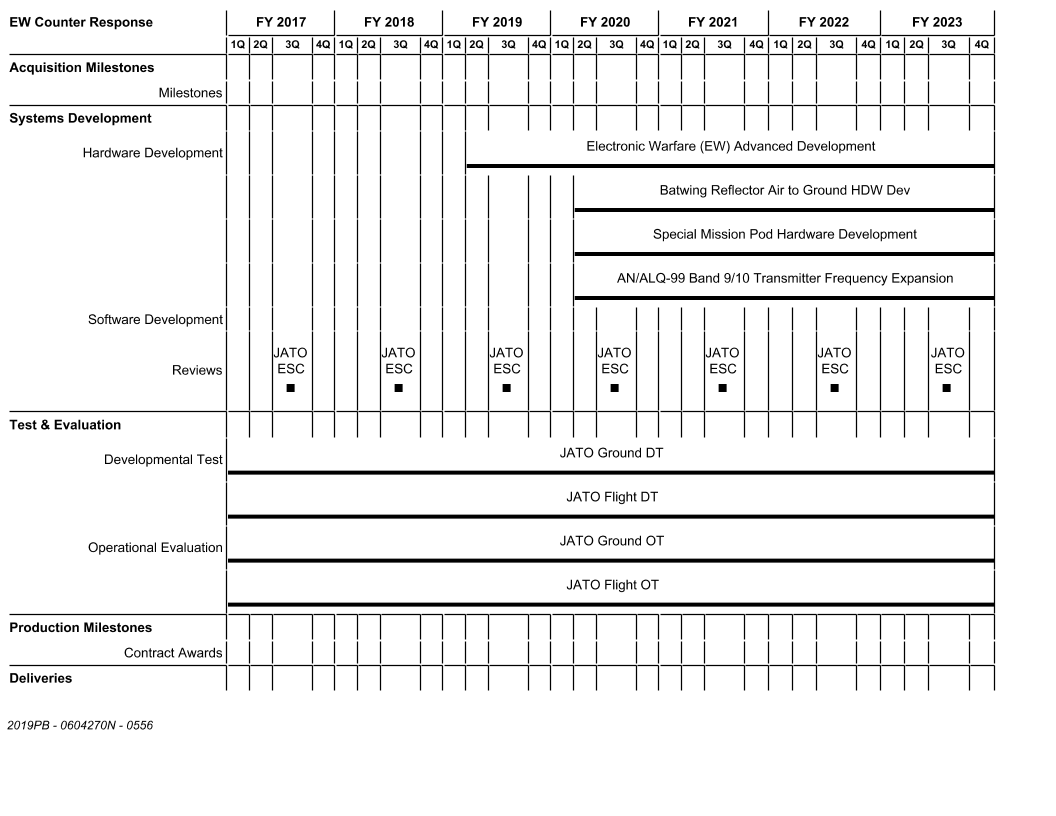 EW Counter Response FY 2017 FY 2018 FY 2019 FY 2020 FY 2021 FY 2022 FY 2023
1Q 2Q 3Q 4Q 1Q 2Q 3Q 4Q 1Q 2Q 3Q 4Q 1Q 2Q 3Q 4Q 1Q 2Q 3Q 4Q 1Q 2Q 3Q 4Q 1Q 2Q 3Q 4Q
Acquisition Milestones
Milestones
Systems Development
Hardware Development
Electronic Warfare (EW) Advanced Development
Batwing Reflector Air to Ground HDW Dev
Special Mission Pod Hardware Development
AN/ALQ-99 Band 9/10 Transmitter Frequency Expansion
Software Development
Reviews
JATO JATO JATO JATO JATO JATO JATO
ESC ESC ESC ESC ESC ESC ESC
Test & Evaluation
Developmental Test
JATO Ground DT
JATO Flight DT
Operational Evaluation
JATO Ground OT
JATO Flight OT
Production Milestones
Contract Awards
Deliveries
2019PB - 0604270N - 0556